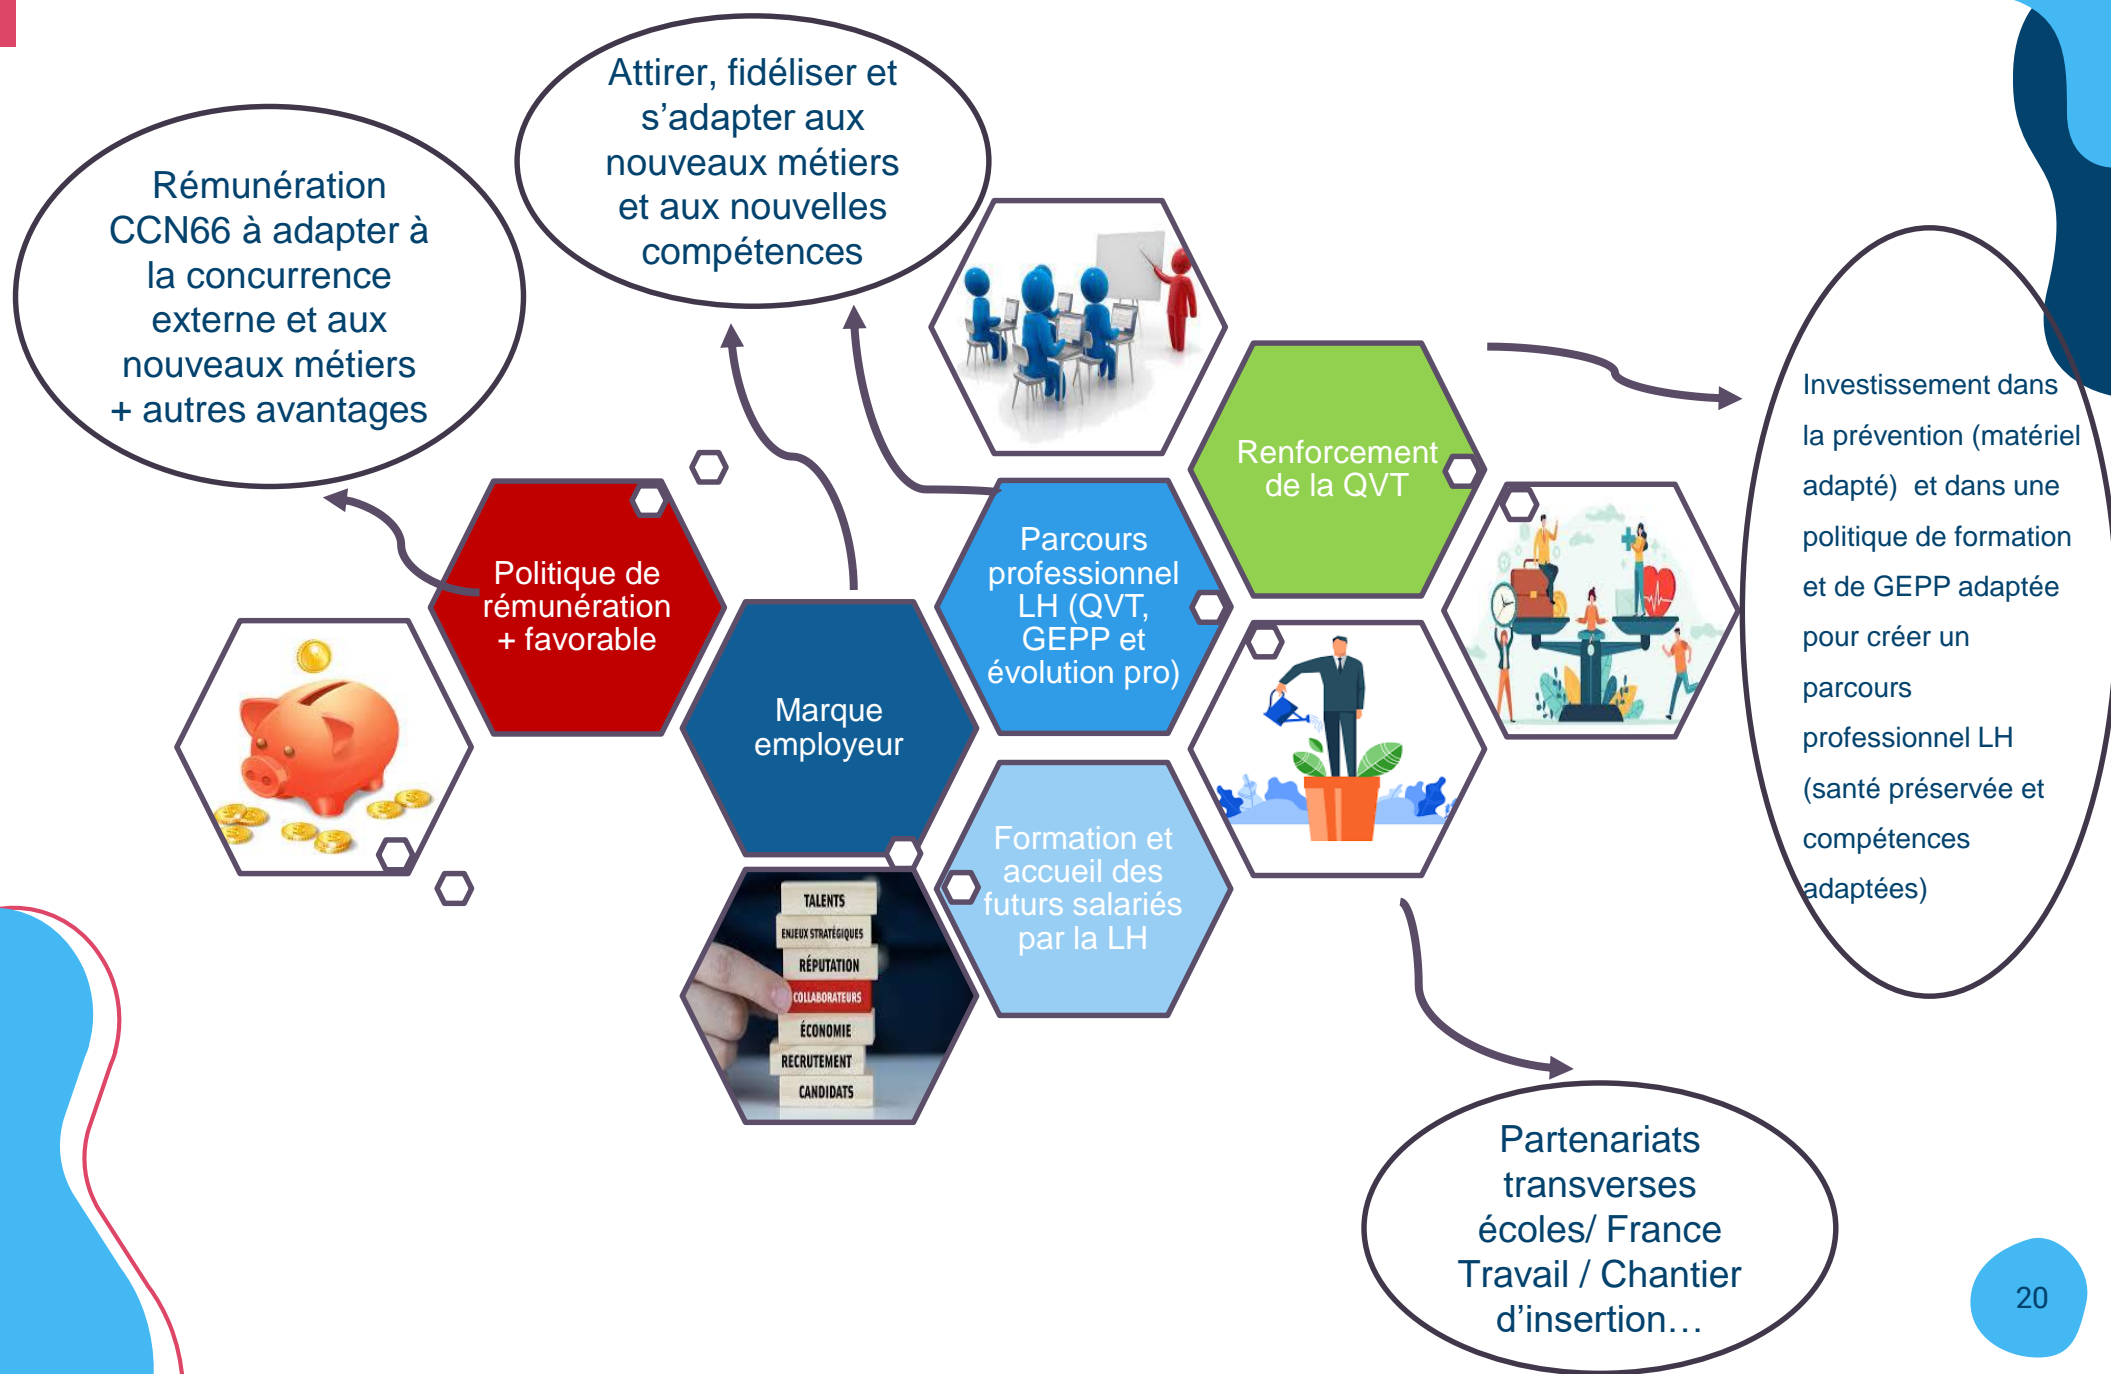 Attirer, fidéliser et
s’adapter aux
nouveaux métiers
et aux nouvelles
compétences
Rémunération
CCN66 à adapter à
la concurrence
externe et aux
nouveaux métiers
+ autres avantages
Renforcement
de la QVT
Investissement dans
la prévention (matériel
adapté)  et dans une
politique de formation
et de GEPP adaptée
pour créer un
parcours
professionnel LH
(santé préservée et
compétences
adaptées)
Politique de
rémunération
+ favorable
Parcours
professionnel
LH (QVT,
GEPP et
évolution pro)
Marque
employeur
Formation et
accueil des
futurs salariés
par la LH
TALENTS
ENJEUX STRATÉGIQUES
RÉPUTATION
COLLABORATEURS
ÉCONOMIE
RECRUTEMENT
CANDIDATS
Partenariats
transverses
écoles/ France
Travail / Chantier
d’insertion…
20